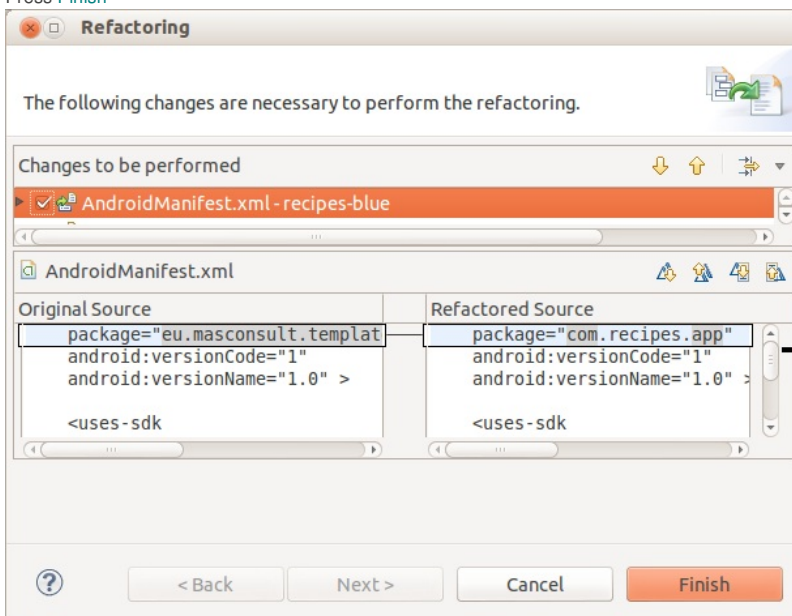 Press Finish
Refactoring
The following changes are necessary to perform the refactoring.
Changes to be performed
AndroidManifest.xml - recipes-blue
AndroidManifest.xml
Original Source
Refactored Source
package="eu.masconsult.templat
package="com.recipes.app"
android:versionCode="1"
android:versionCode="1"
android:versionName="1.0" >
android:versionName="1.0" >
<uses-sdk
<uses-sdk
< Back
Next >
Cancel
Finish